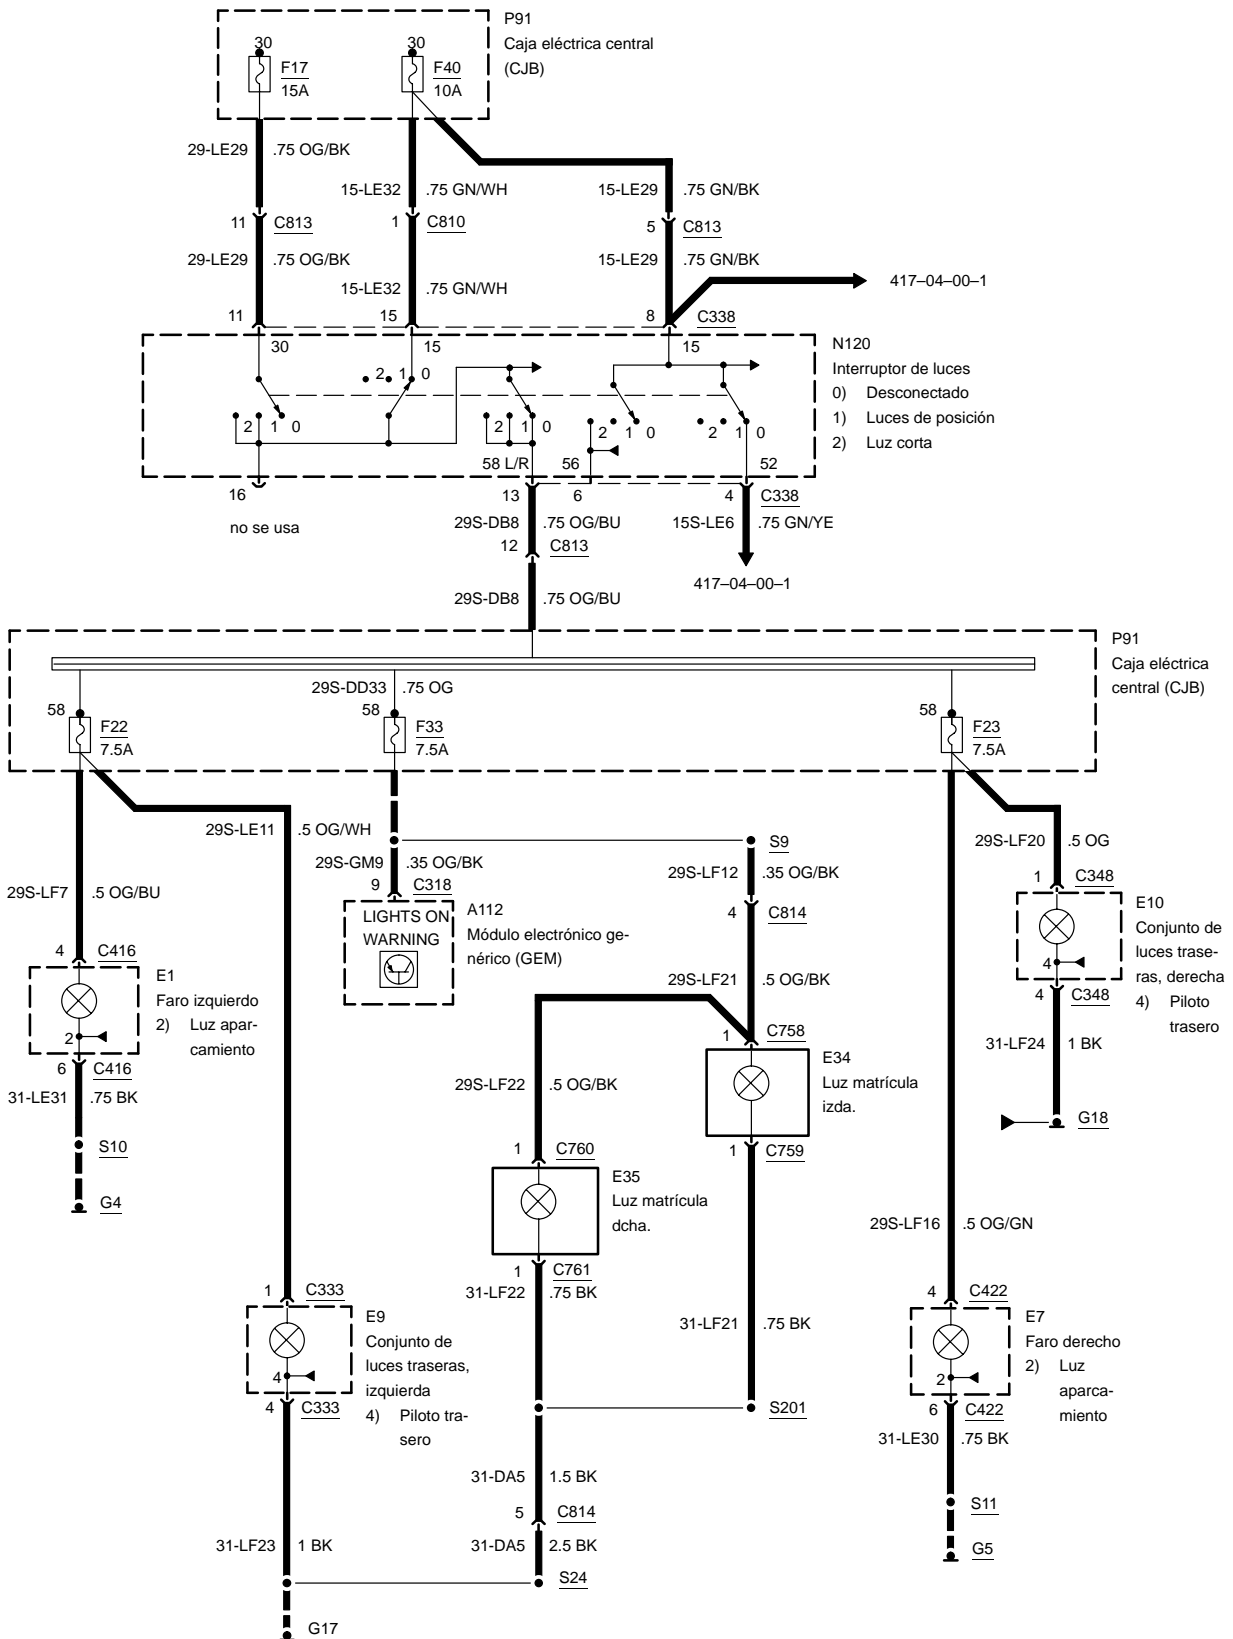 P91
Caja eléctrica central
(CJB)
30
30
F17
15A
F40
10A
29-LE29
.75 OG/BK
15-LE32
.75 GN/WH
15-LE29
.75 GN/BK
11
C813
1
C810
5
C813
29-LE29
.75 OG/BK
15-LE32
.75 GN/WH
15-LE29
.75 GN/BK
417–04–00–1
11
15
8
C338
30
15
15
N120
Interruptor de luces
0) Desconectado
1) Luces de posición
2) Luz corta
2 1 0
2 1 0
2 1 0
2 1 0
2 1 0
58 L/R
56
52
16
13
6
4
C338
no se usa
29S-DB8
.75 OG/BU
15S-LE6
.75 GN/YE
12
C813
417–04–00–1
29S-DB8
.75 OG/BU
P91
Caja eléctrica
central (CJB)
29S-DD33
.75 OG
58
F22
7.5A
58
F33
7.5A
58
F23
7.5A
29S-LE11
.5 OG/WH
S9
29S-LF20
.5 OG
29S-GM9
.35 OG/BK
29S-LF12
.35 OG/BK
29S-LF7
.5 OG/BU
9
C318
1
C348
LIGHTS ON
WARNING
A112
Módulo electrónico ge-
nérico (GEM)
4
C814
E10
Conjunto de
luces trase-
ras, derecha
4) Piloto
trasero
4
4
C416
E1
Faro izquierdo
2) Luz apar-
camiento
2
29S-LF21
.5 OG/BK
4
C348
1
C758
31-LF24
1 BK
6
C416
E34
Luz matrícula
izda.
31-LE31
.75 BK
29S-LF22
.5 OG/BK
G18
S10
1
C760
1
C759
G4
E35
Luz matrícula
dcha.
29S-LF16
.5 OG/GN
1
C761
31-LF22
.75 BK
1
C333
4
C422
E9
Conjunto de
luces traseras,
izquierda
4) Piloto tra-
sero
4
31-LF21
.75 BK
E7
Faro derecho
2) Luz
aparca-
miento
2
4
C333
S201
6
C422
31-LE30
.75 BK
31-DA5
1.5 BK
S11
5
C814
31-LF23
1 BK
31-DA5
2.5 BK
G5
S24
G17